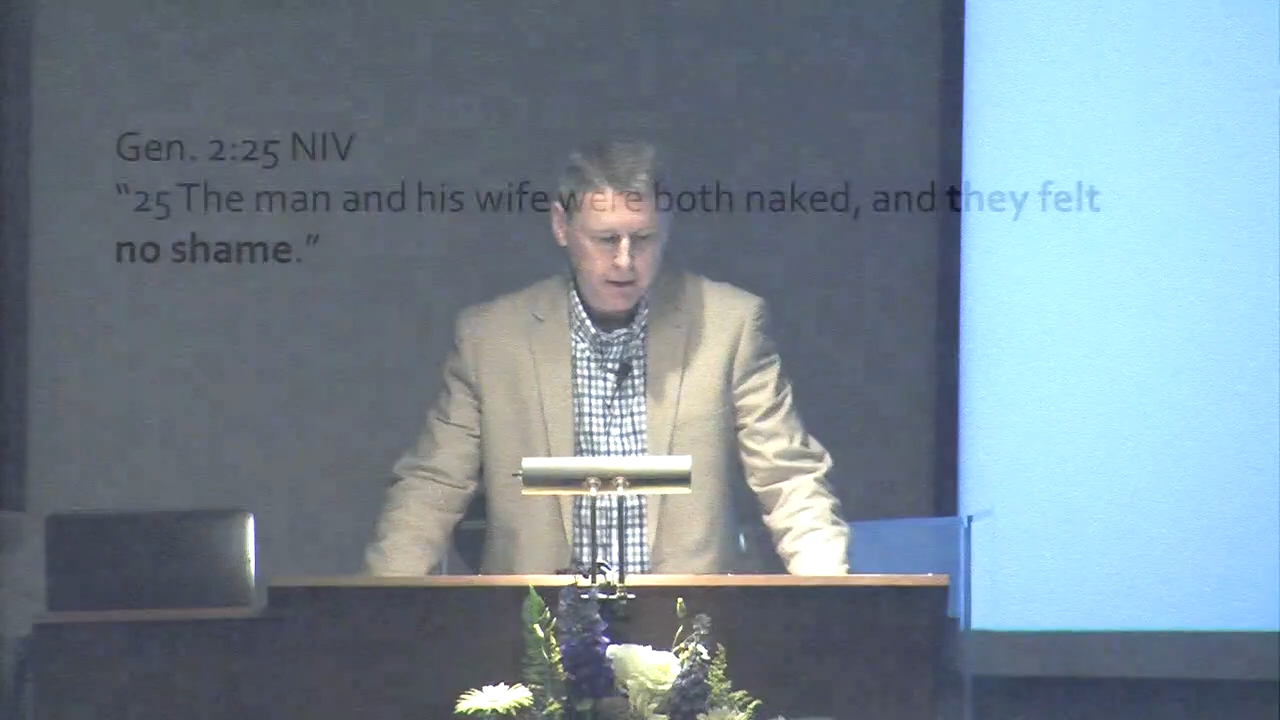 Gen. 2:25 NIV
“25 The man and his wife were both naked, and they felt
no shame.”